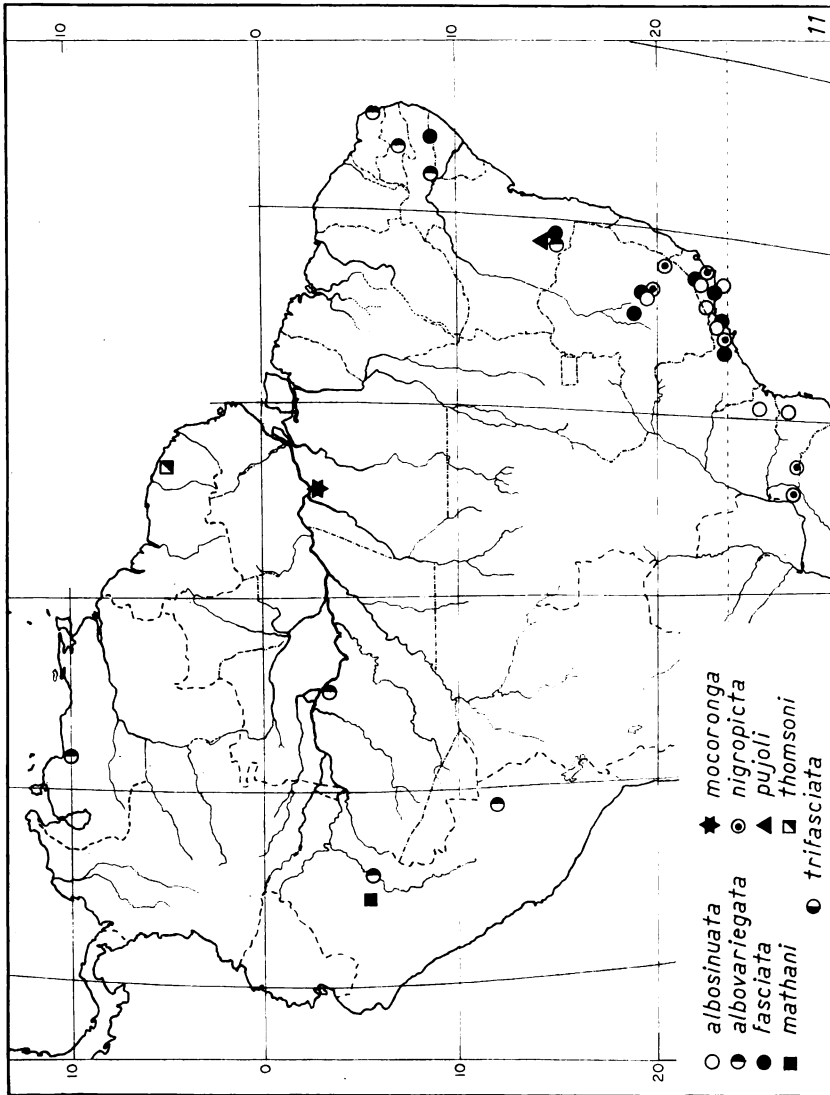 10
0
10
20
10
0
10
20
11
albosinuata
albovariegata
fasciata
mathani
mocoronga
nigropicta
pujoli
thomsoni
trifasciata